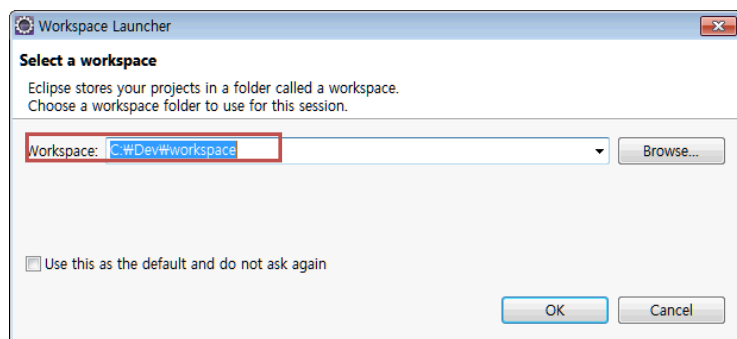 Workspace Launcher
Select a workspace
Eclipse stores your projects in a folder called a workspace.
Choose a workspace folder to use for this session.
Workspace: C:₩Dev₩workspace Browse...
Use this as the default and do not ask again
OK Cancel